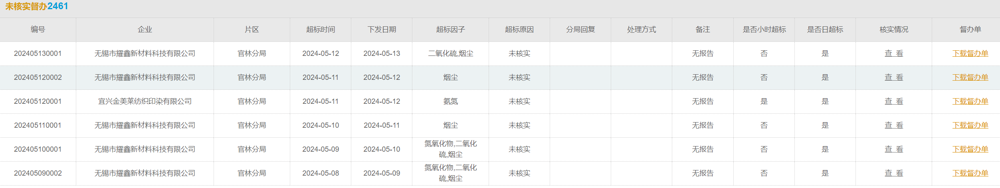 未核实督办2461
编号 企业 片区 超标时间 下发日期 超标因子 超标原因 分局回复 处理方式 备注 是否小时超标 是否日超标 核实情况 督办单
202405130001 无锡市耀鑫新材料科技有限公司 官林分局 2024-05-12 2024-05-13 二氧化硫,烟尘 未核实 无报告 否 是 查 看 下载督办单
202405120002 无锡市耀鑫新材料科技有限公司 官林分局 2024-05-11 2024-05-12 烟尘 未核实 无报告 否 是 查 看 下载督办单
202405120001 宜兴金美莱纺织印染有限公司 官林分局 2024-05-11 2024-05-12 氨氮 未核实 无报告 是 是 查 看 下载督办单
202405110001 无锡市耀鑫新材料科技有限公司 官林分局 2024-05-10 2024-05-11 烟尘 未核实 无报告 否 是 查 看 下载督办单
202405100001 无锡市耀鑫新材料科技有限公司 官林分局 2024-05-09 2024-05-10 氮氧化物,二氧化
硫,烟尘 未核实 无报告 否 是 查 看 下载督办单
202405090002 无锡市耀鑫新材料科技有限公司 官林分局 2024-05-08 2024-05-09 氮氧化物,二氧化
硫,烟尘 未核实 无报告 否 是 查 看 下载督办单